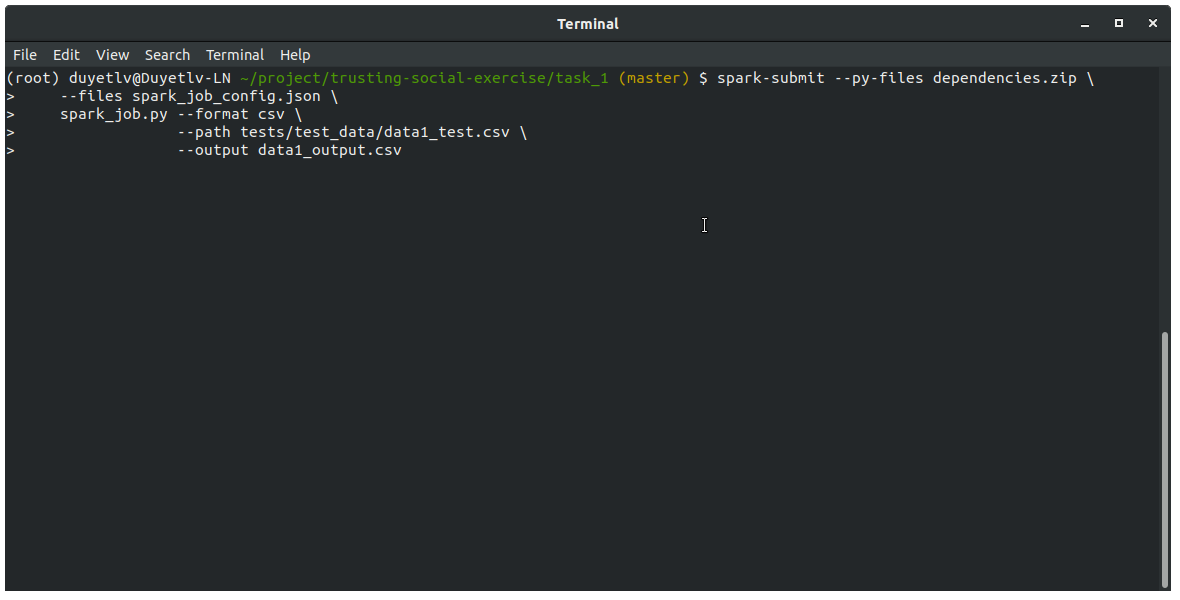 Terminal
File Edit View Search Terminal Help
(root) duyetlv@Duyetlv-LN ~/project/trusting-social-exercise/task_1 (master) $ spark-submit --py-files dependencies.zip \
>     --files spark_job_config.json \
>     spark_job.py --format csv \
>                  --path tests/test_data/data1_test.csv \
>                  --output data1_output.csv